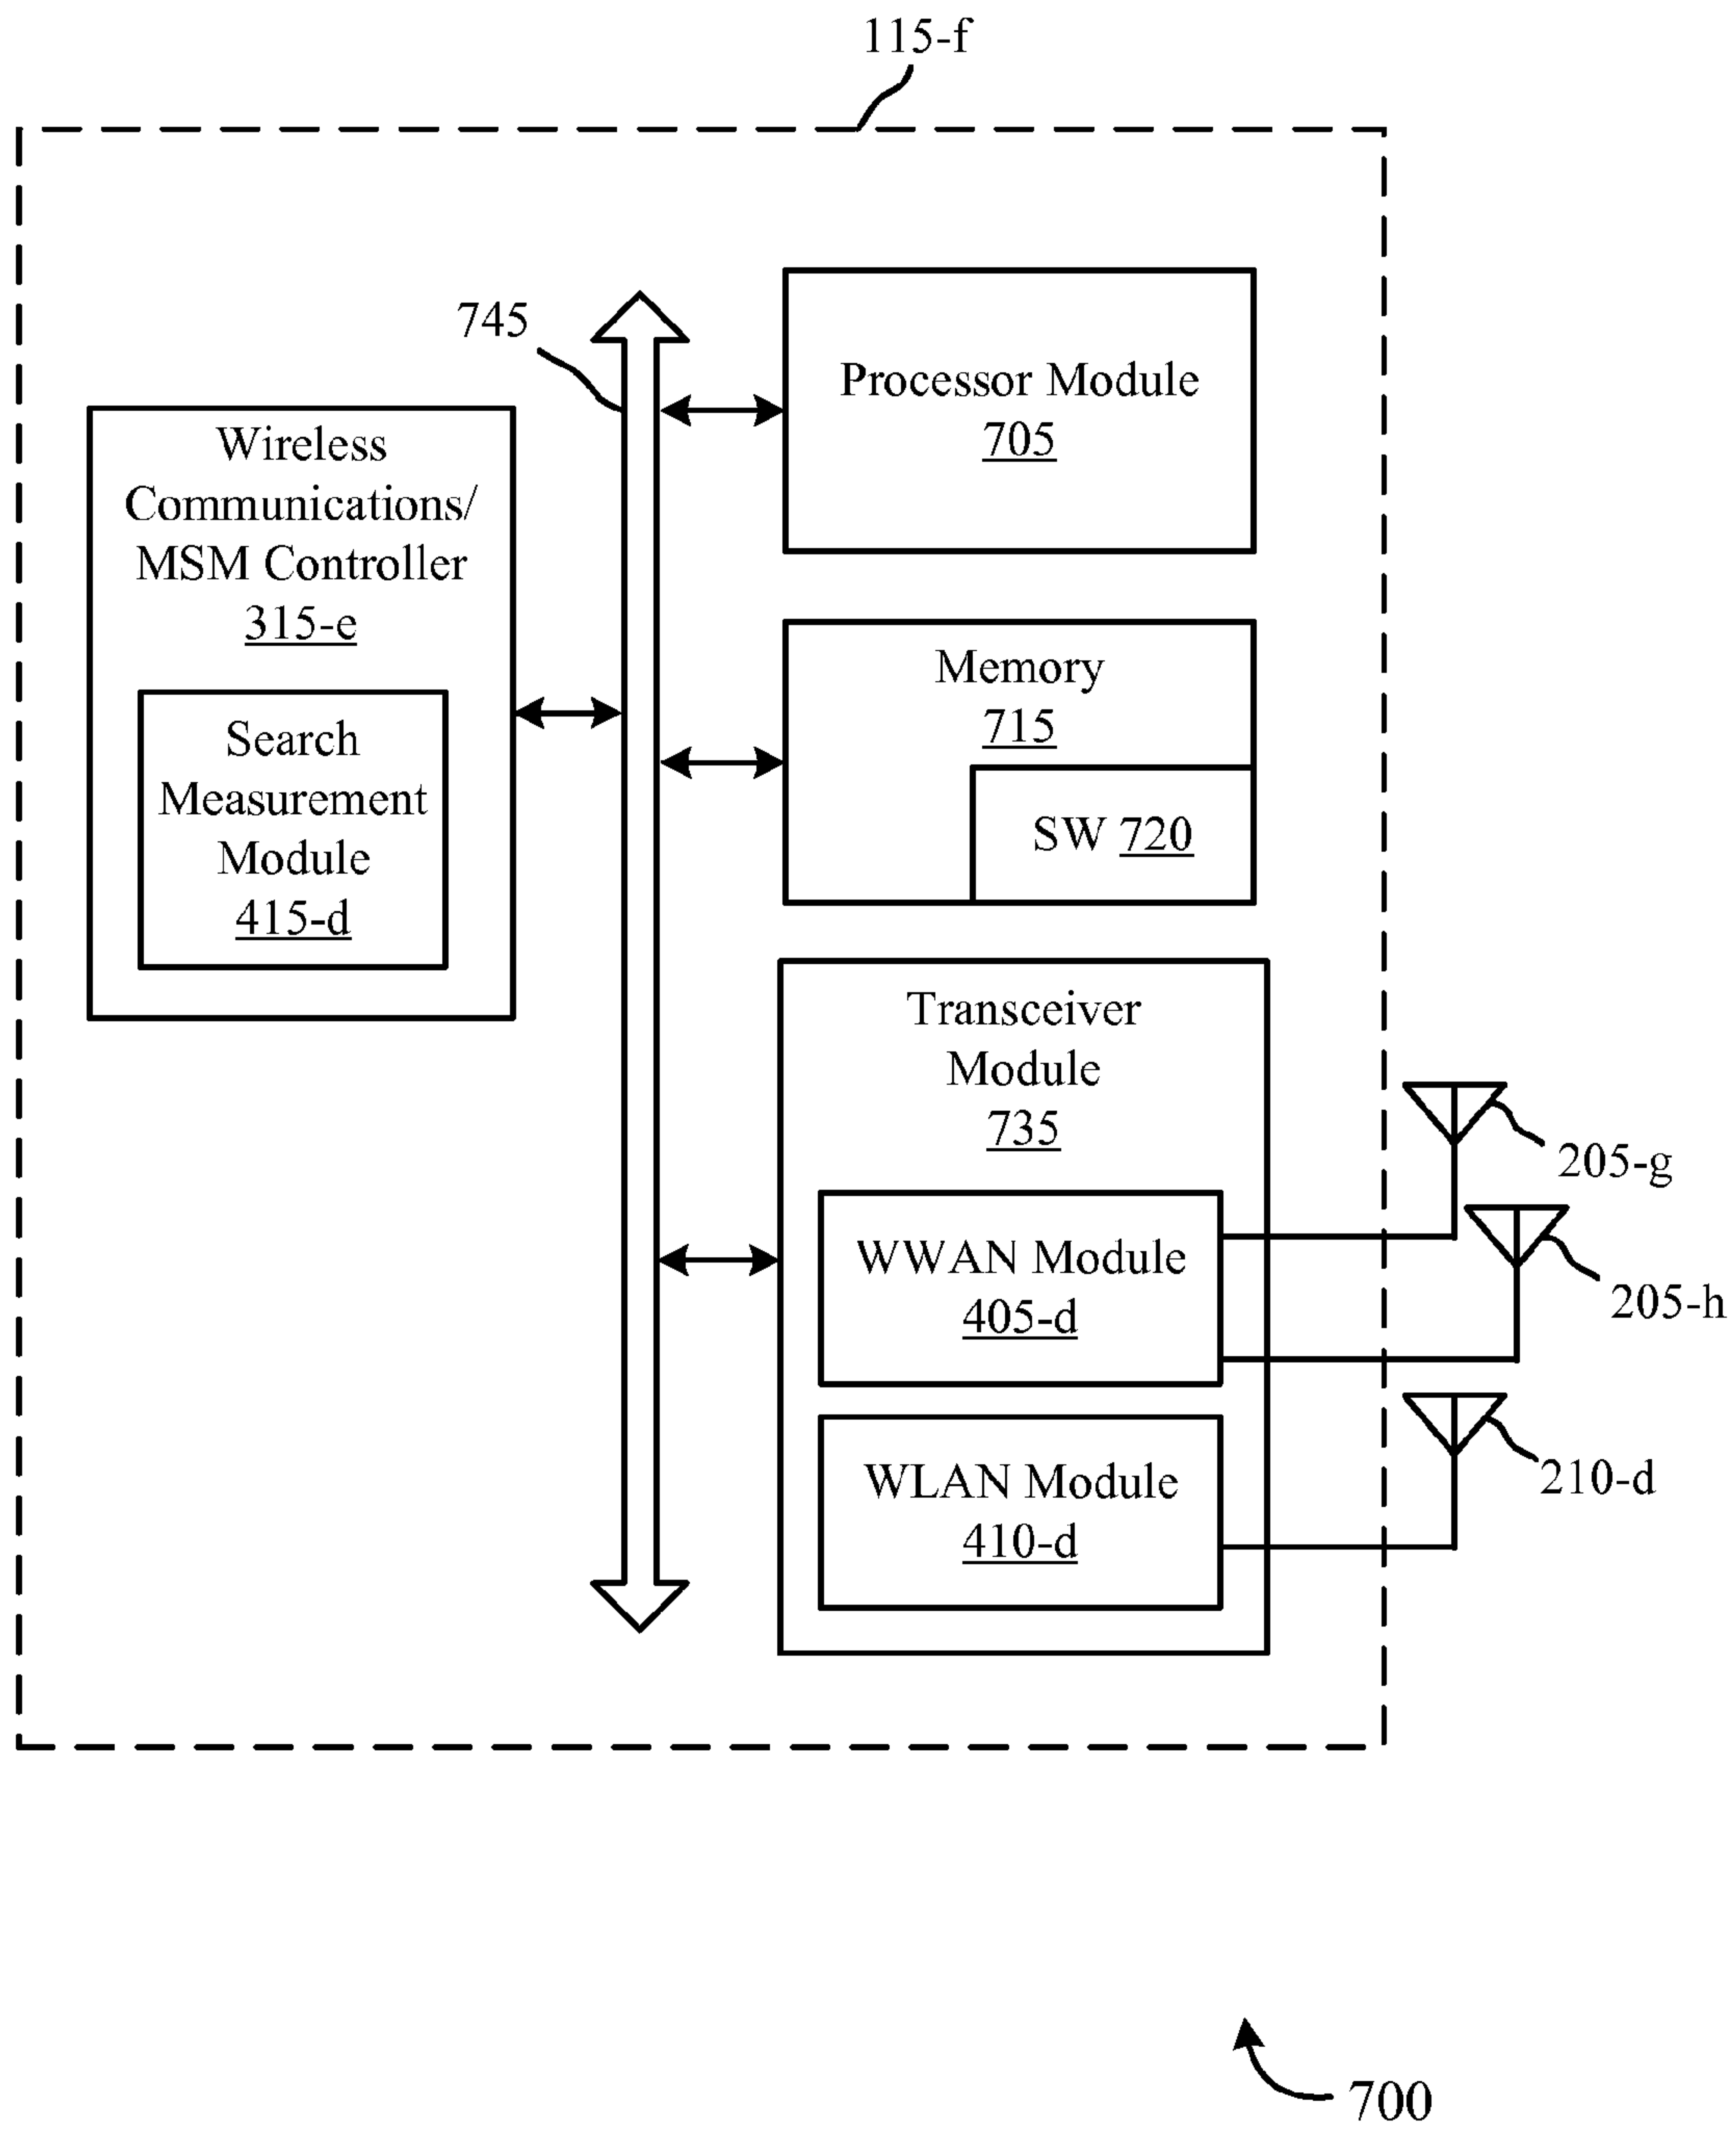 115-f
745
Processor Module
705
Wireless
Communications/
MSM Controller
315-e
Search
Measurement
Module
415-d
Memory
715
SW 720
Transceiver
Module
735
WWAN Module
405-d
WLAN Module
410-d
205-g
205-h
210-d
700